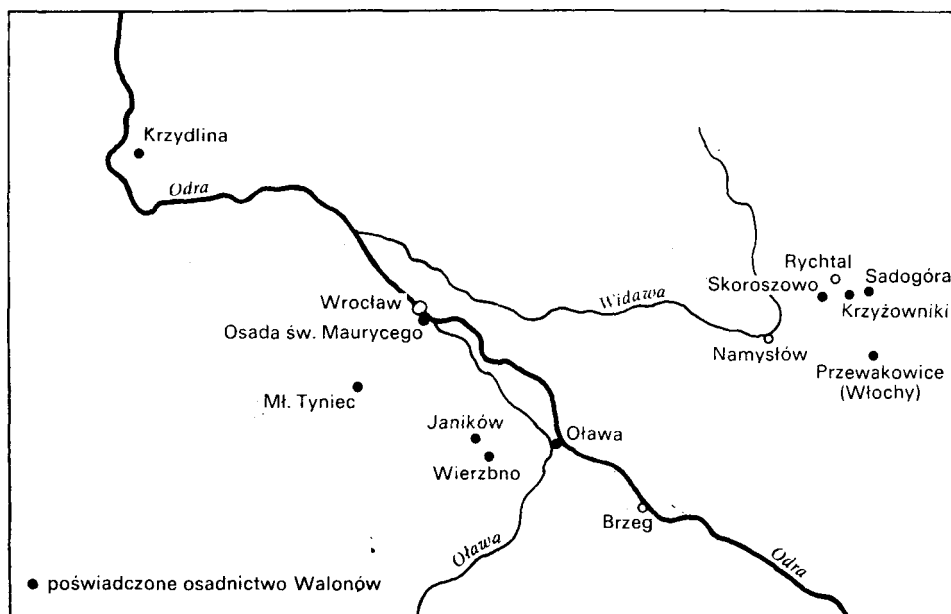 Krzydlina
Odra
Rychtal
Sadogóra
Skoroszowo
Krzyżowniki
Widawa
Wrocław
Osada św. Maurycego
Namysłów
Przewakowice
(Włochy)
Mł. Tyniec
Janików
Oława
Wierzbno
Brzeg
Oława
Odra
poświadczone osadnictwo Walonów